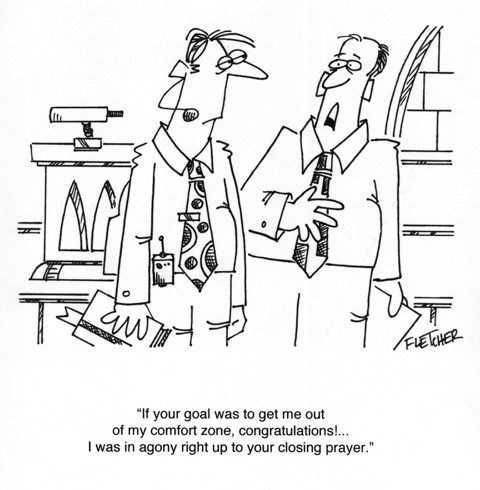 FLETCHER
“If your goal was to get me out
of my comfort zone, congratulations!...
I was in agony right up to your closing prayer.”